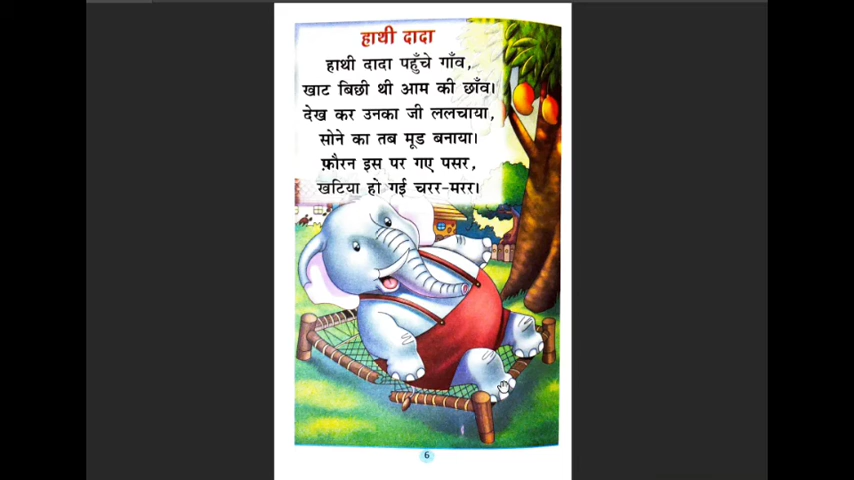 हाथी दादा
हाथी दादा पहुँचे गाँव,
खाट बिछी थी आम की छाँव।
देख कर उनका जी ललचाया,
सोने का तब मूड बनाया।
फ़ौरन इस पर गए पसर,
खटिया हो गई चरर-मरर।
6